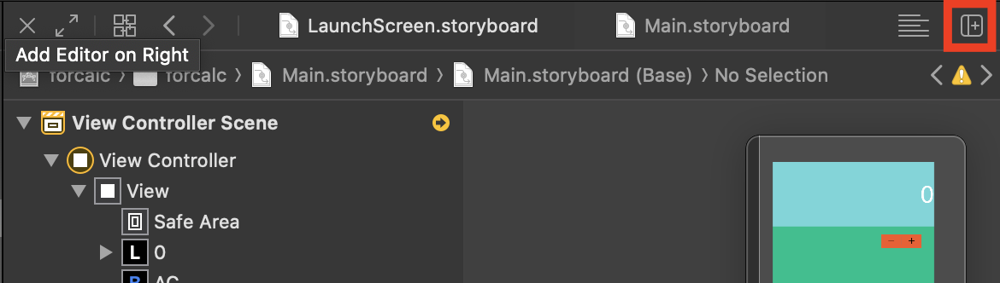 LaunchScreen.storyboard Main.storyboard
Add Editor on Right
forcalc forcalc Main.storyboard Main.storyboard (Base) No Selection
View Controller Scene
View Controller
View
Safe Area
L 0
0
- +